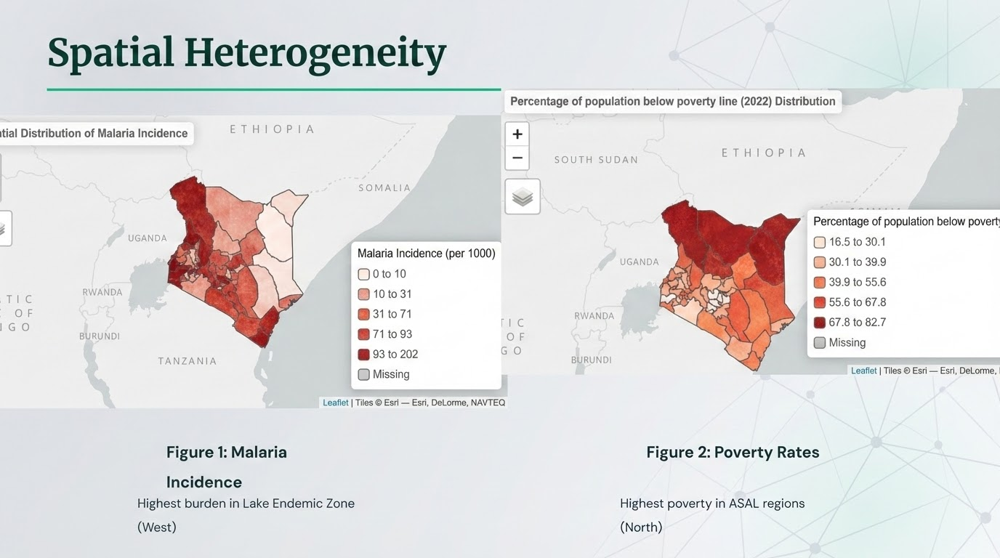 Spatial Heterogeneity
ntial Distribution of Malaria Incidence
ETHIOPIA
SOMALIA
UGANDA
RWANDA
BURUNDI
TANZANIA
TIC
OF
NGO
Malaria Incidence (per 1000)
0 to 10
10 to 31
31 to 71
71 to 93
93 to 202
Missing
Leaflet | Tiles © Esri — Esri, DeLorme, NAVTEQ
Percentage of population below poverty line (2022) Distribution
+
−
SOUTH SUDAN
ETHIOPIA
UGANDA
RWANDA
BURUNDI
TIC
OF
GO
Percentage of population below poverty
16.5 to 30.1
30.1 to 39.9
39.9 to 55.6
55.6 to 67.8
67.8 to 82.7
Missing
Leaflet | Tiles © Esri — Esri, DeLorme,
Figure 1: Malaria
Incidence
Highest burden in Lake Endemic Zone
(West)
Figure 2: Poverty Rates
Highest poverty in ASAL regions
(North)